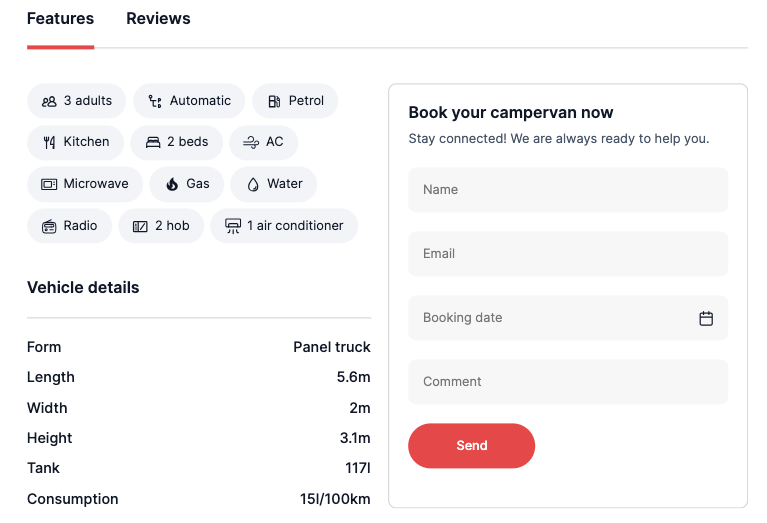 Features Reviews
3 adults Automatic Petrol
Kitchen 2 beds AC
Microwave Gas Water
Radio 2 hob 1 air conditioner
Vehicle details
Form Panel truck
Length 5.6m
Width 2m
Height 3.1m
Tank 117l
Consumption 15l/100km
Book your campervan now
Stay connected! We are always ready to help you.
Name
Email
Booking date
Comment
Send